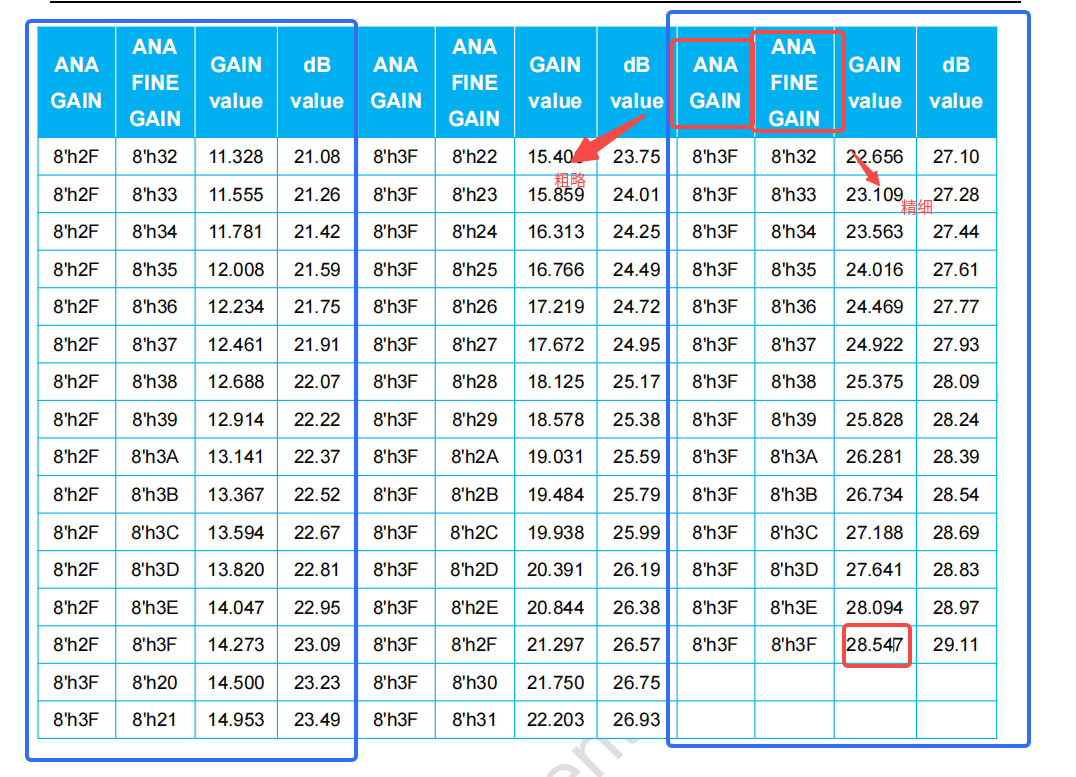 ANA GAIN ANA FINE GAIN GAIN value dB value ANA GAIN ANA FINE GAIN GAIN value dB value ANA GAIN ANA FINE GAIN GAIN value dB value
8'h2F 8'h32 11.328 21.08 8'h3F 8'h22 23.75 8'h3F 8'h32 22.656 27.10
粗略
8'h2F 8'h33 11.555 21.26 8'h3F 8'h23 15.859 24.01 8'h3F 8'h33 23.109 27.28
精细
8'h2F 8'h34 11.781 21.42 8'h3F 8'h24 16.313 24.25 8'h3F 8'h34 23.563 27.44
8'h2F 8'h35 12.008 21.59 8'h3F 8'h25 16.766 24.49 8'h3F 8'h35 24.016 27.61
8'h2F 8'h36 12.234 21.75 8'h3F 8'h26 17.219 24.72 8'h3F 8'h36 24.469 27.77
8'h2F 8'h37 12.461 21.91 8'h3F 8'h27 17.672 24.95 8'h3F 8'h37 24.922 27.93
8'h2F 8'h38 12.688 22.07 8'h3F 8'h28 18.125 25.17 8'h3F 8'h38 25.375 28.09
8'h2F 8'h39 12.914 22.22 8'h3F 8'h29 18.578 25.38 8'h3F 8'h39 25.828 28.24
8'h2F 8'h3A 13.141 22.37 8'h3F 8'h2A 19.031 25.59 8'h3F 8'h3A 26.281 28.39
8'h2F 8'h3B 13.367 22.52 8'h3F 8'h2B 19.484 25.79 8'h3F 8'h3B 26.734 28.54
8'h2F 8'h3C 13.594 22.67 8'h3F 8'h2C 19.938 25.99 8'h3F 8'h3C 27.188 28.69
8'h2F 8'h3D 13.820 22.81 8'h3F 8'h2D 20.391 26.19 8'h3F 8'h3D 27.641 28.83
8'h2F 8'h3E 14.047 22.95 8'h3F 8'h2E 20.844 26.38 8'h3F 8'h3E 28.094 28.97
8'h2F 8'h3F 14.273 23.09 8'h3F 8'h2F 21.297 26.57 8'h3F 8'h3F 28.547 29.11
8'h3F 8'h20 14.500 23.23 8'h3F 8'h30 21.750 26.75
8'h3F 8'h21 14.953 23.49 8'h3F 8'h31 22.203 26.93